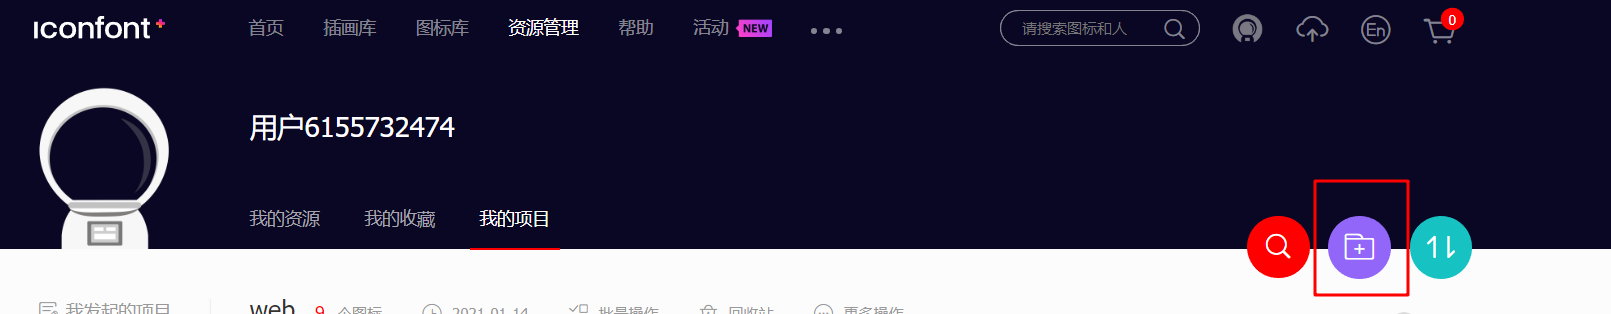 iconfont+ 首页 插画库 图标库 资源管理 帮助 活动 NEW 请搜索图标和人 En 0
用户6155732474
我的资源 我的收藏 我的项目
我发起的项目 web 9 个图标 2021-01-14 批量操作 回收站 更多操作